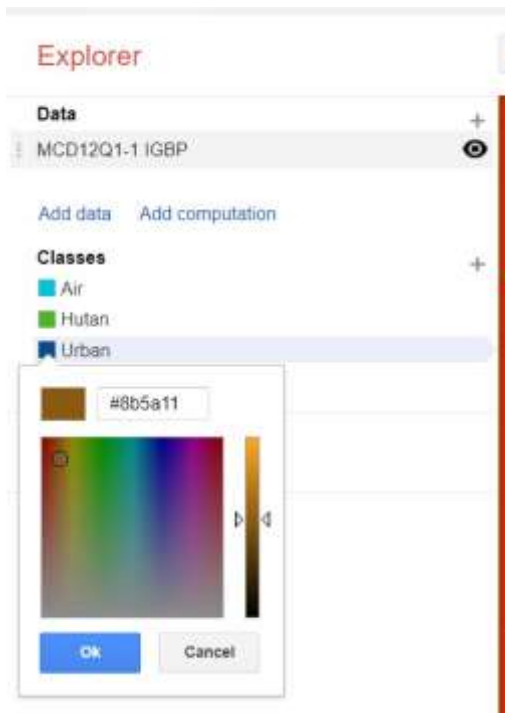 Explorer
Data
MCD12Q1-1 IGBP
Add data Add computation
Classes
Air
Hutan
Urban
#8b5a11
Ok Cancel